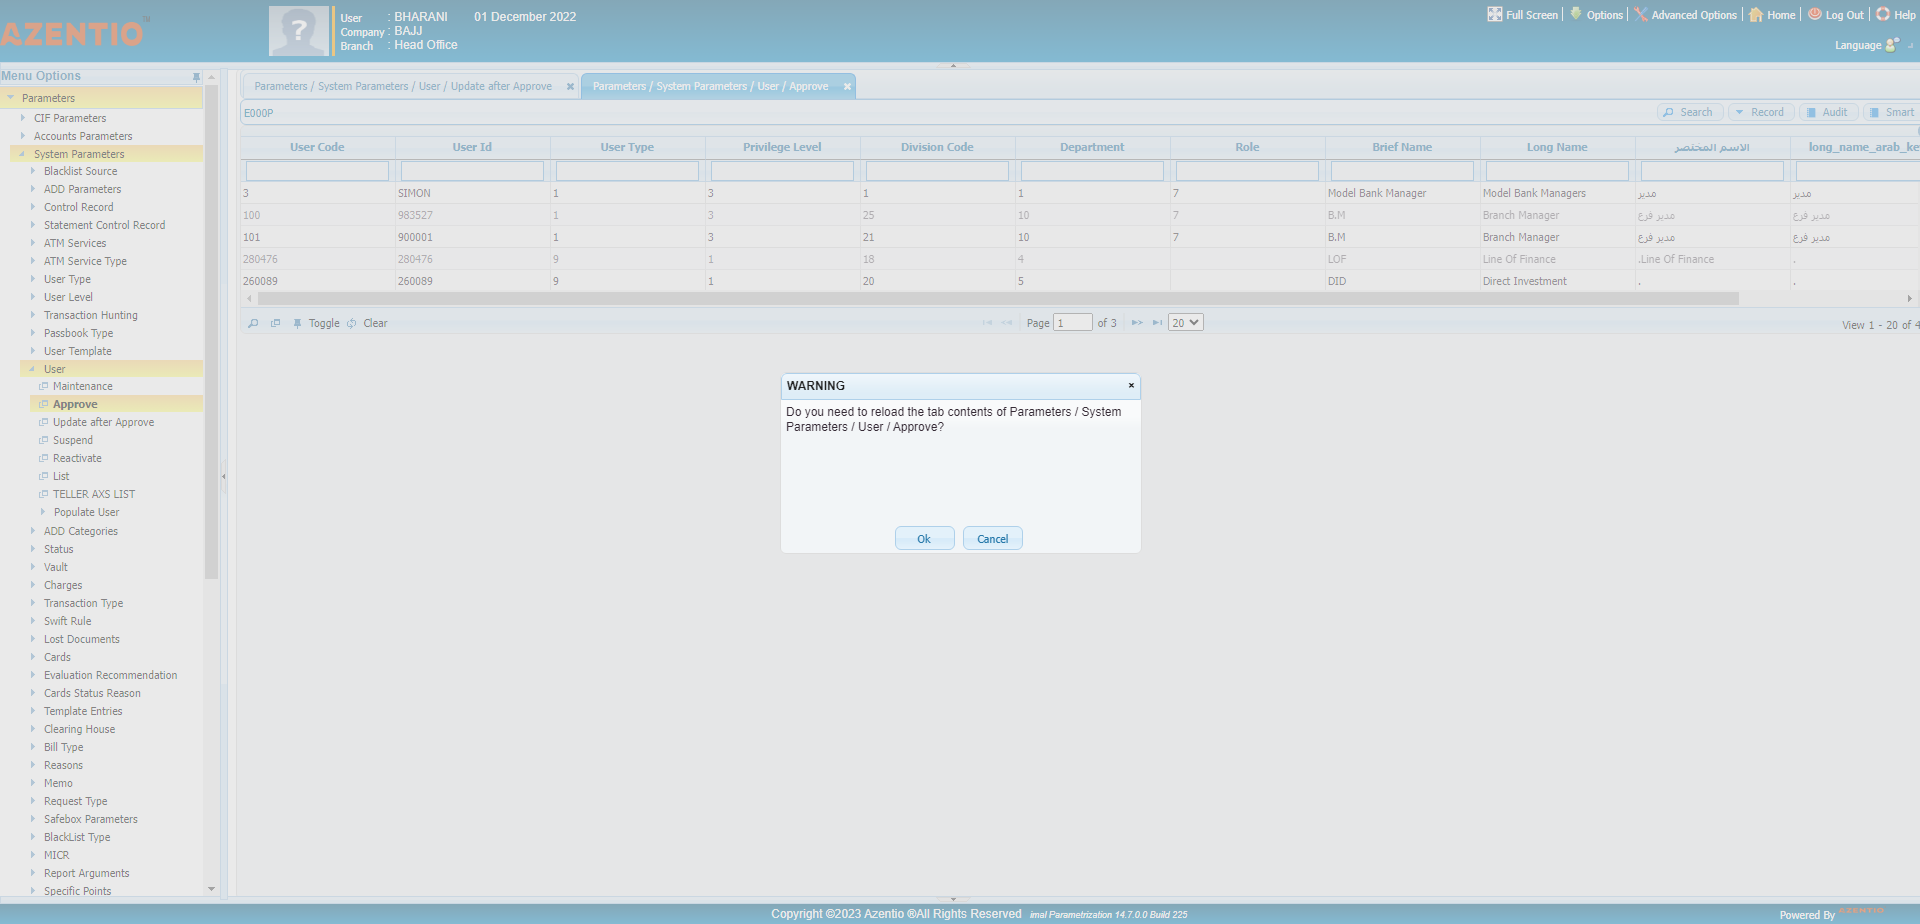 AZENTIO™
User : BHARANI 01 December 2022
Company : BAJJ
Branch : Head Office
Full Screen Options Advanced Options Home Log Out Help
Language
Menu Options
Parameters
CIF Parameters
Accounts Parameters
System Parameters
Blacklist Source
ADD Parameters
Control Record
Statement Control Record
ATM Services
ATM Service Type
User Type
User Level
Transaction Hunting
Passbook Type
User Template
User
Maintenance
Approve
Update after Approve
Suspend
Reactivate
List
TELLER AXS LIST
Populate User
ADD Categories
Status
Vault
Charges
Transaction Type
Swift Rule
Lost Documents
Cards
Evaluation Recommendation
Cards Status Reason
Template Entries
Clearing House
Bill Type
Reasons
Memo
Request Type
Safebox Parameters
BlackList Type
MICR
Report Arguments
Specific Points
Parameters / System Parameters / User / Update after Approve
Parameters / System Parameters / User / Approve
E000P
Search Record Audit Smart
User Code User Id User Type Privilege Level Division Code Department Role Brief Name Long Name الاسم المختصر long_name_arab_ke
3 SIMON 1 3 1 1 7 Model Bank Manager Model Bank Managers مدير مدير
100 983527 1 3 25 10 7 B.M Branch Manager مدير فرع مدير فرع
101 900001 1 3 21 10 7 B.M Branch Manager مدير فرع مدير فرع
280476 280476 9 1 18 4 LOF Line Of Finance .Line Of Finance .
260089 260089 9 1 20 5 DID Direct Investment . .
Toggle Clear Page 1 of 3 20 View 1 - 20 of 4
WARNING
Do you need to reload the tab contents of Parameters / System
Parameters / User / Approve?
Ok Cancel
Copyright ©2023 Azentio ®All Rights Reserved imal Parametrization 14.7.0.0 Build 225
Powered By AZENTIO